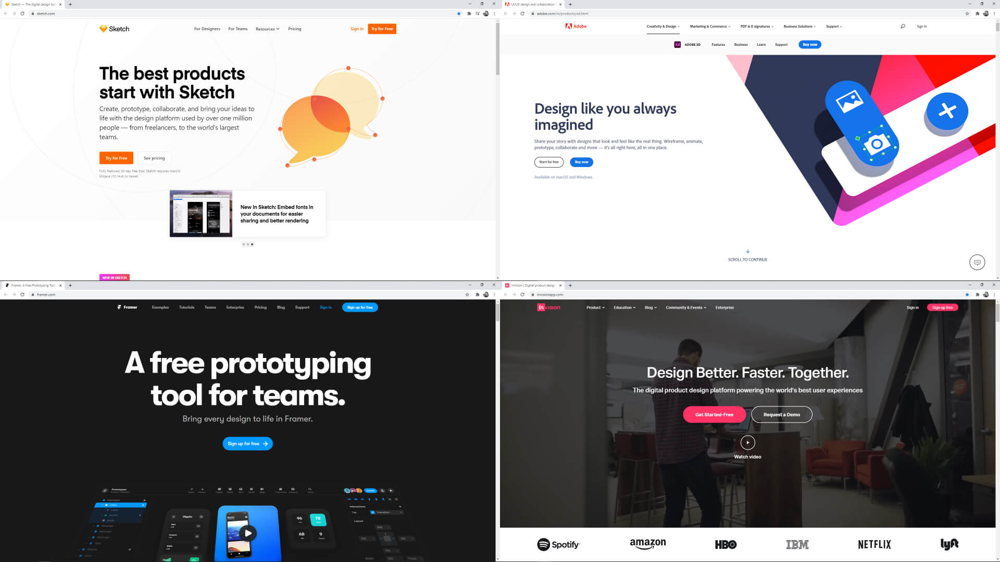 Sketch — The digital design tool
sketch.com
Sketch
For Designers
For Teams
Resources
Pricing
Sign In
Try for Free
The best products
start with Sketch
Create, prototype, collaborate, and bring your ideas to
life with the design platform used by over one million
people — from freelancers, to the world's largest
teams.
Try for Free
See pricing
Fully featured 30-day free trial. Sketch requires macOS
Mojave (10.14.4) or newer.
New in Sketch: Embed fonts in
your documents for easier
sharing and better rendering
NEW IN SKETCH
UI/UX design and collaboration
adobe.com/in/products/xd.html
Adobe
Creativity & Design
Marketing & Commerce
PDF & E-signatures
Business Solutions
Support
Sign In
Xd
ADOBE XD
Features
Business
Learn
Support
Buy now
Design like you always
imagined
Share your story with designs that look and feel like the real thing. Wireframe, animate,
prototype, collaborate and more — it's all right here, all in one place.
Start for free
Buy now
Available on macOS and Windows
SCROLL TO CONTINUE
Framer: A Free Prototyping Tool
framer.com
Framer
Examples
Tutorials
Teams
Enterprise
Pricing
Blog
Support
Sign in
Sign up for free
A free prototyping
tool for teams.
Bring every design to life in Framer.
Sign up for free
Prototypes
Interactions
Tap
Transition
Layout
Glyphs
96
72
68
9
InVision | Digital product design
invisionapp.com
invision
Product
Education
Blog
Community & Events
Enterprise
Sign in
Sign up free
Design Better. Faster. Together.
The digital product design platform powering the world's best user experiences
Get Started-Free
Request a Demo
Watch video
Spotify
amazon
HBO
IBM
NETFLIX
lyft